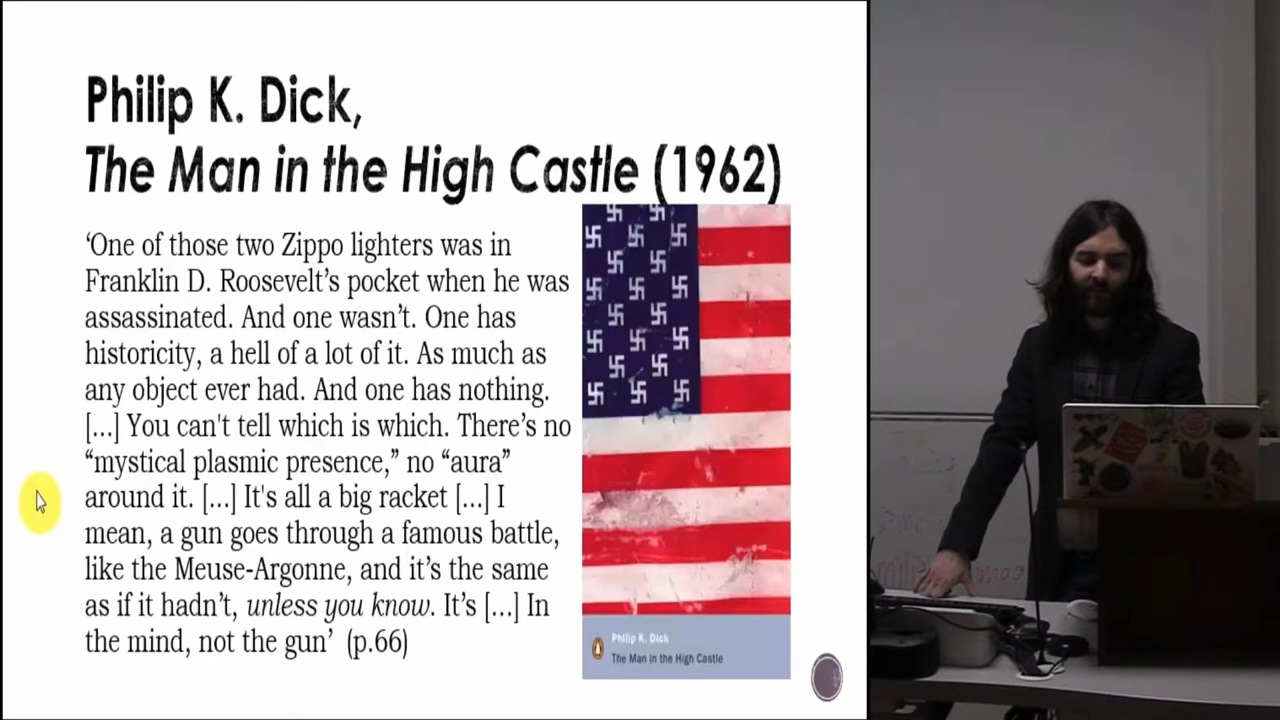 Philip K. Dick,
The Man in the High Castle (1962)
‘One of those two Zippo lighters was in
Franklin D. Roosevelt’s pocket when he was
assassinated. And one wasn’t. One has
historicity, a hell of a lot of it. As much as
any object ever had. And one has nothing.
[...] You can't tell which is which. There’s no
“mystical plasmic presence,” no “aura”
around it. [...] It's all a big racket [...] I
mean, a gun goes through a famous battle,
like the Meuse-Argonne, and it’s the same
as if it hadn’t, unless you know. It’s [...] In
the mind, not the gun’ (p.66)
Philip K. Dick
The Man in the High Castle